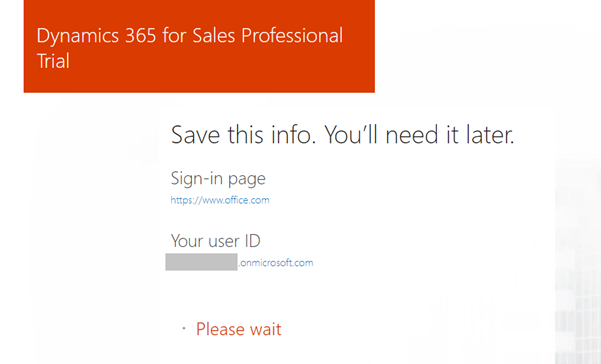 Dynamics 365 for Sales Professional
Trial
Save this info. You'll need it later.
Sign-in page
https://www.office.com
Your user ID
.onmicrosoft.com
Please wait